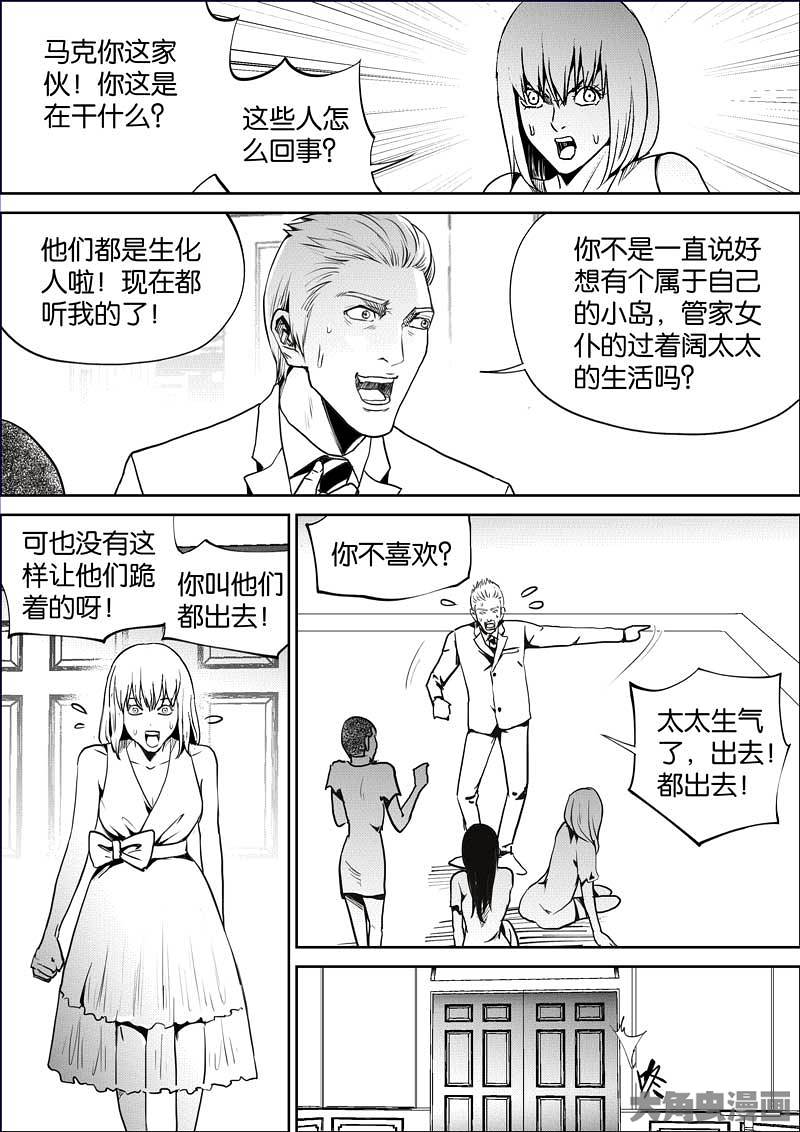 马克你这家
伙！你这是
在干什么？
这些人怎
么回事？
他们都是生化
人啦！现在都
听我的了！
你不是一直说好
想有个属于自己
的小岛，管家女
仆的过着阔太太
的生活吗？
可也没有这
样让他们跪
着的呀！
你叫他们
都出去！
你不喜欢？
太太生气
了，出去！
都出去！
咚
大角虫漫画